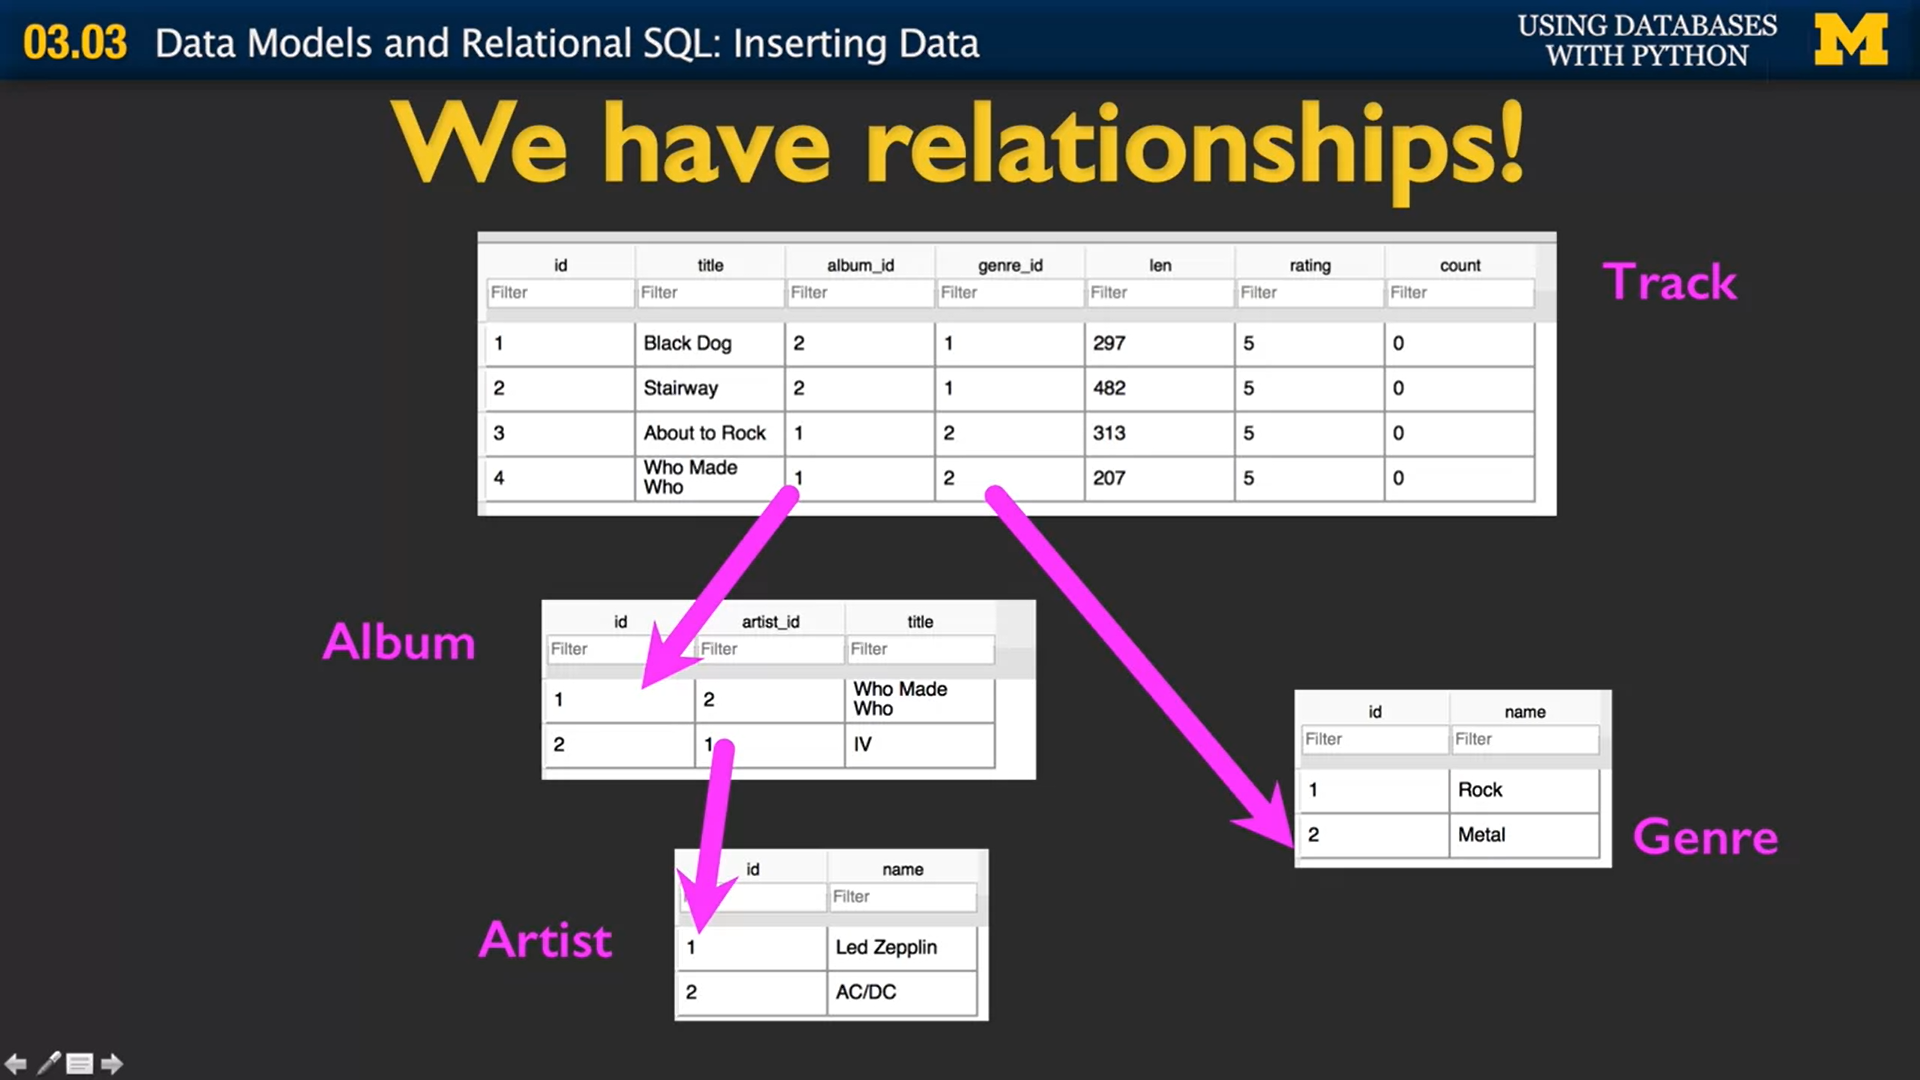 03.03 Data Models and Relational SQL: Inserting Data
USING DATABASES
WITH PYTHON
M
We have relationships!
Track
id title album_id genre_id len rating count
Filter Filter Filter Filter Filter Filter Filter
1 Black Dog 2 1 297 5 0
2 Stairway 2 1 482 5 0
3 About to Rock 1 2 313 5 0
4 Who Made Who 1 2 207 5 0
Album
id artist_id title
Filter Filter Filter
1 2 Who Made Who
2 1 IV
id name
Filter Filter
1 Rock
2 Metal
Genre
Artist
id name
Filter
1 Led Zepplin
2 AC/DC